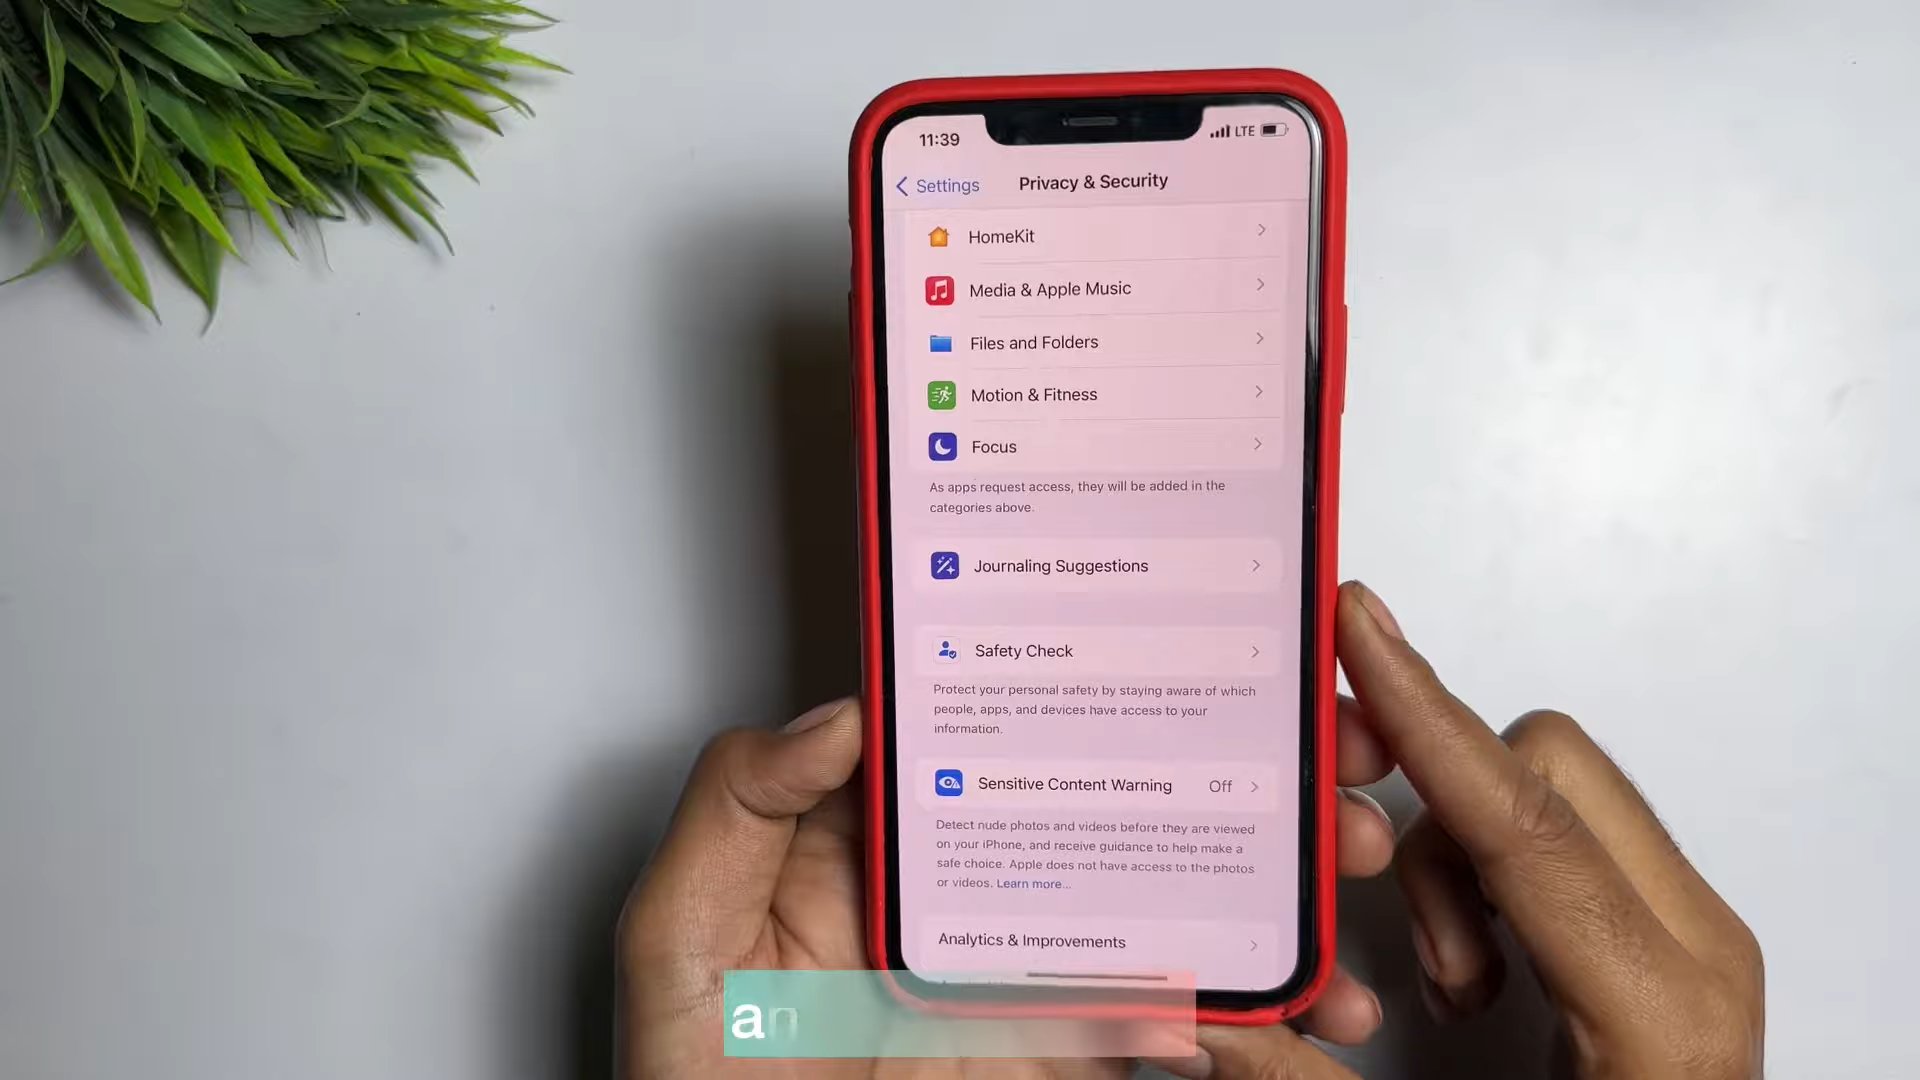 11:39
LTE
Settings
Privacy & Security
HomeKit
Media & Apple Music
Files and Folders
Motion & Fitness
Focus
As apps request access, they will be added in the
categories above.
Journaling Suggestions
Safety Check
Protect your personal safety by staying aware of which
people, apps, and devices have access to your
information.
Sensitive Content Warning Off
Detect nude photos and videos before they are viewed
on your iPhone, and receive guidance to help make a
safe choice. Apple does not have access to the photos
or videos. Learn more...
Analytics & Improvements
an